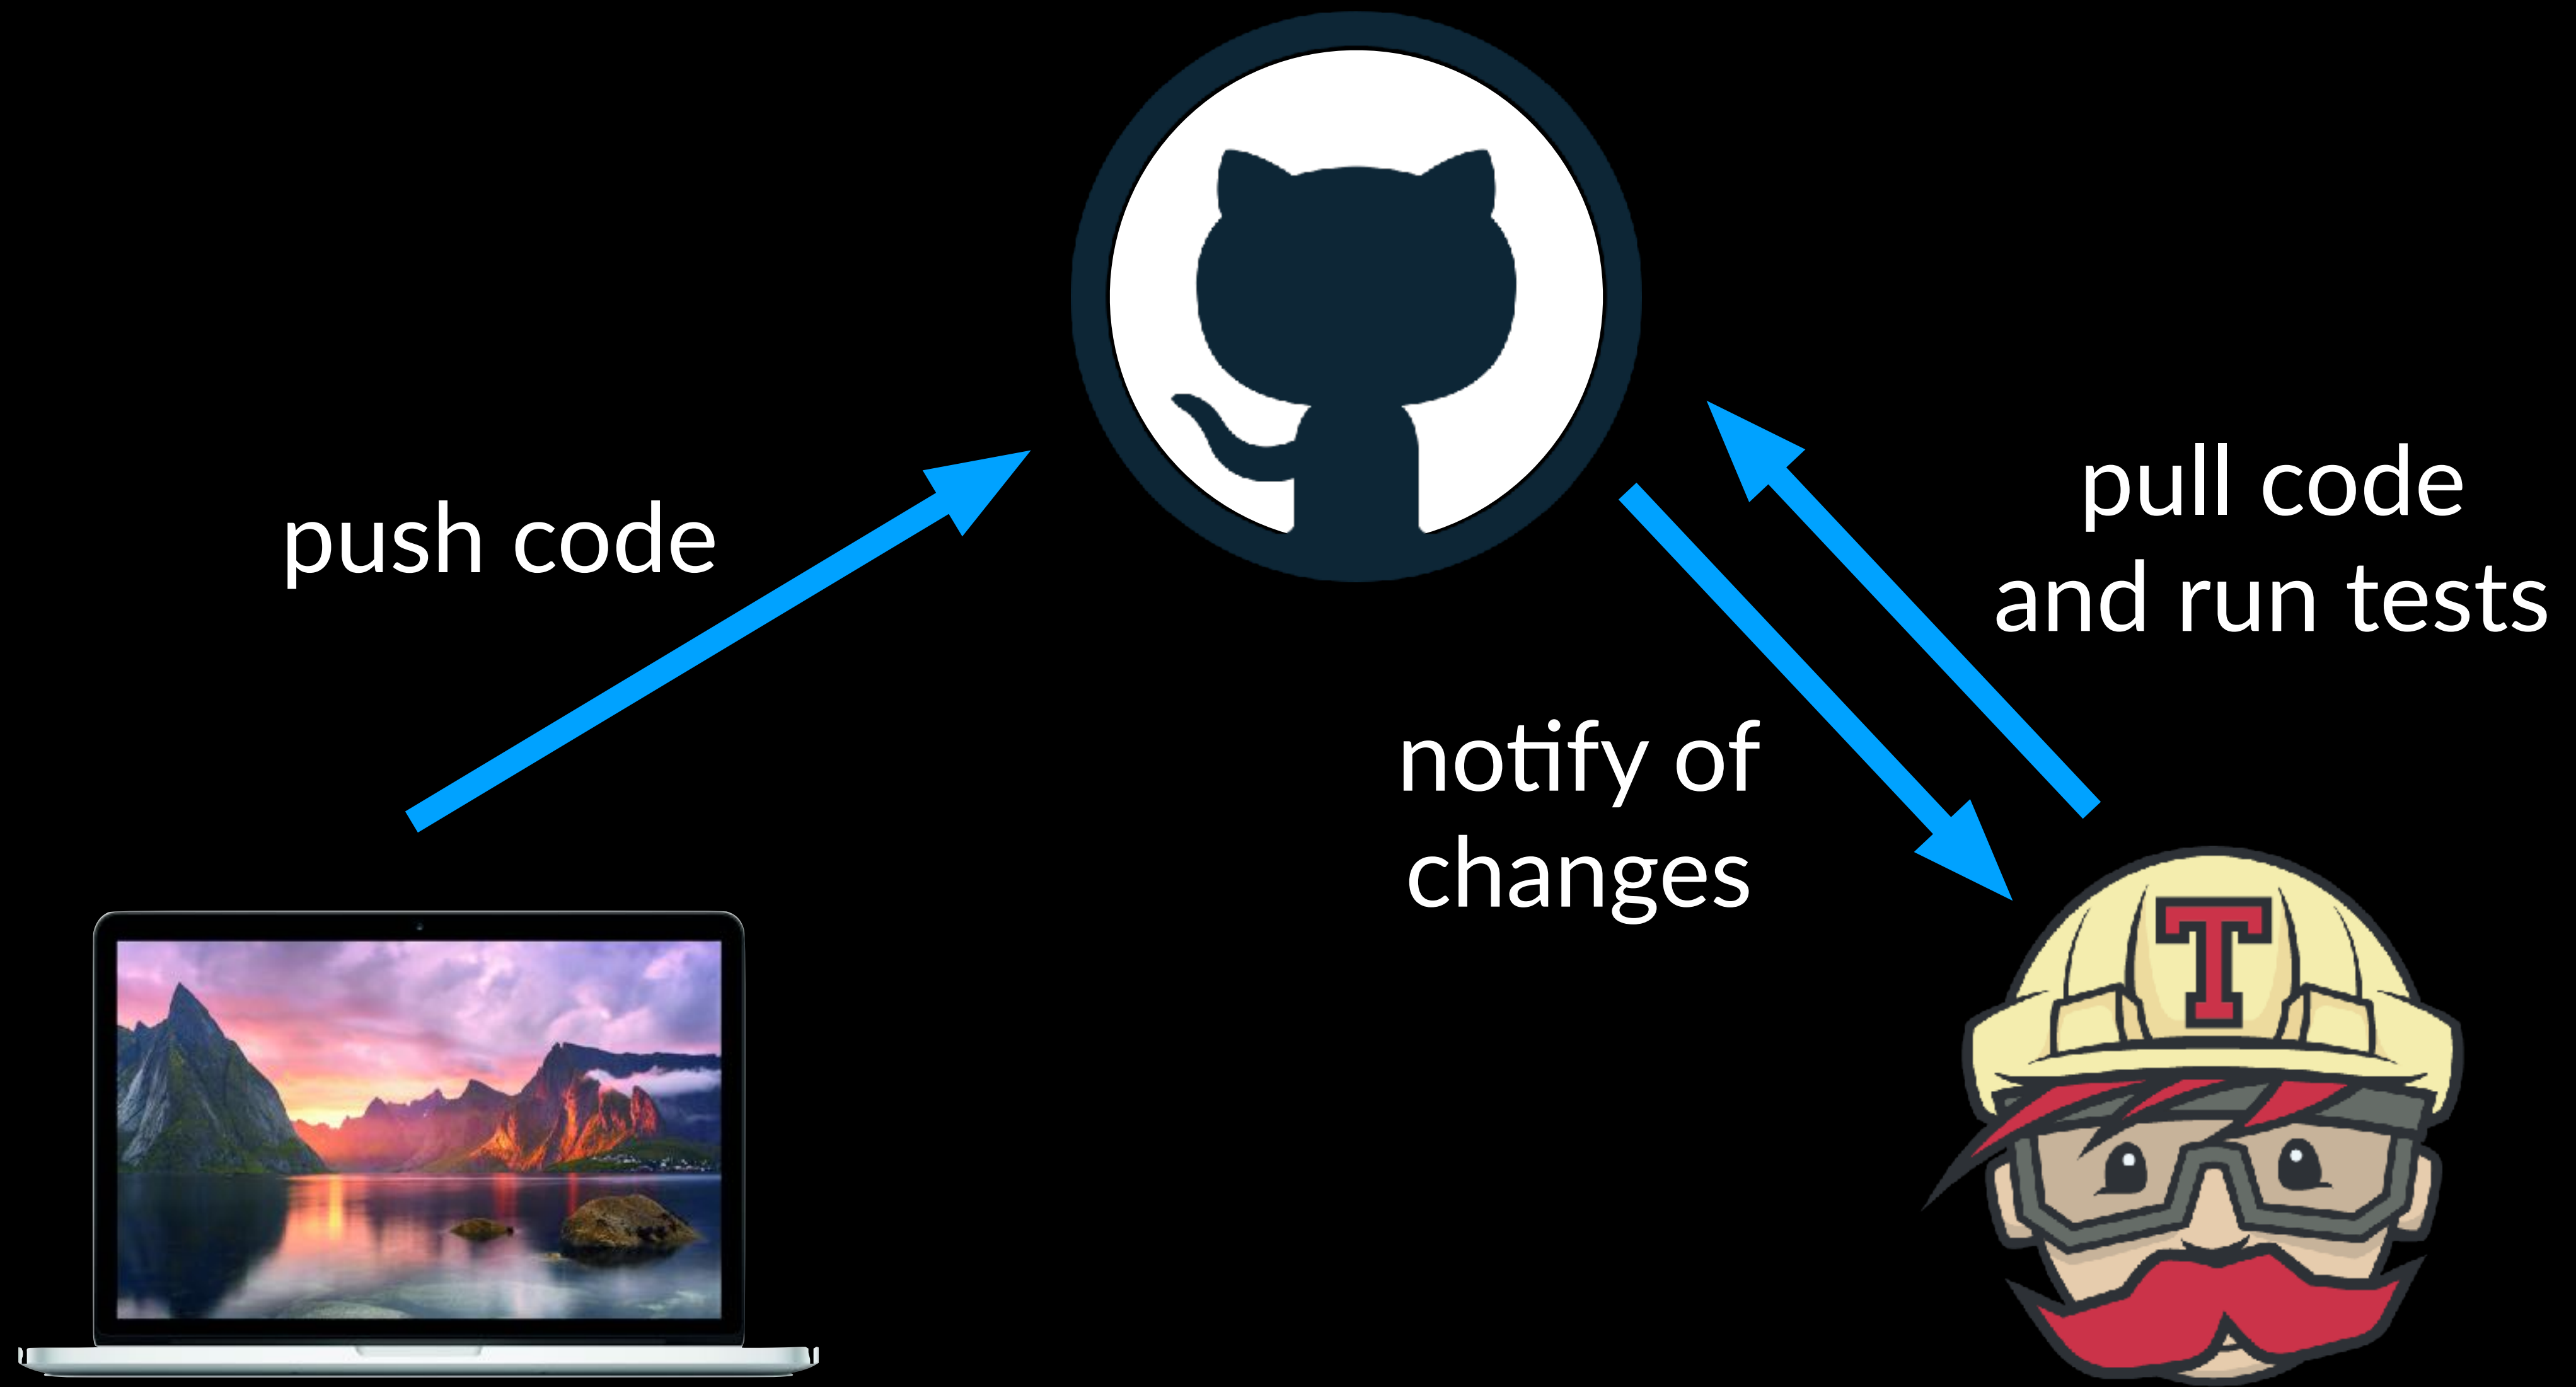 push code
pull code
and run tests
notify of
changes
T